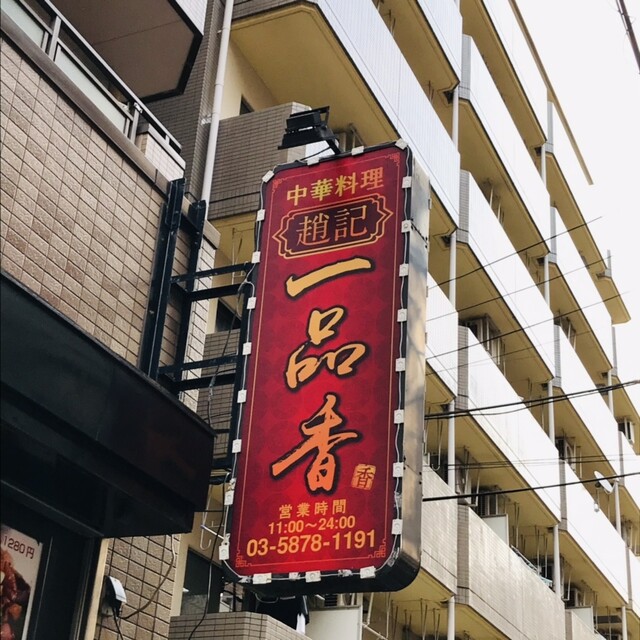 中華料理
趙記
一品香
香
営業時間
11:00～24:00
03-5878-1191
1280円